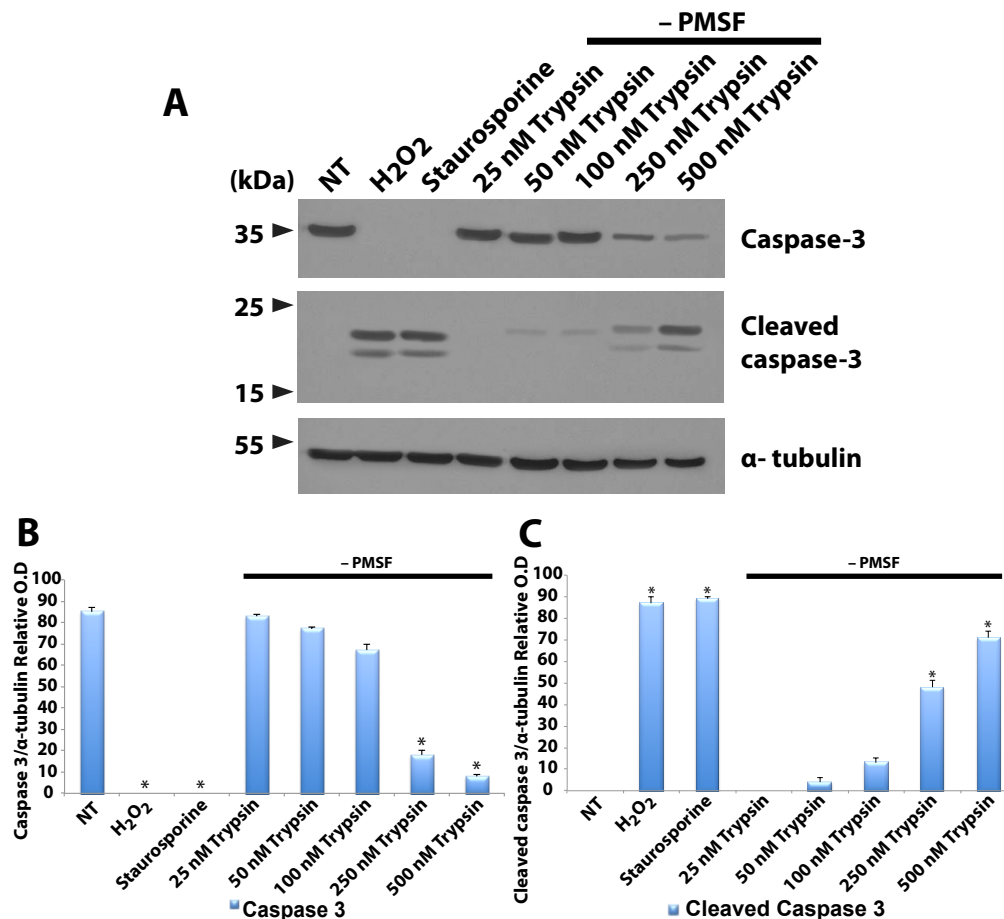 – PMSF
A
(kDa)
NT
H₂O₂
Staurosporine
25 nM Trypsin
50 nM Trypsin
100 nM Trypsin
250 nM Trypsin
500 nM Trypsin
35
Caspase-3
25
Cleaved
caspase-3
15
55
α- tubulin
B
– PMSF
Caspase 3/α-tubulin Relative O.D
100
90
80
70
60
50
40
30
20
10
0
*
*
*
*
NT
H₂O₂
Staurosporine
25 nM Trypsin
50 nM Trypsin
100 nM Trypsin
250 nM Trypsin
500 nM Trypsin
Caspase 3
C
– PMSF
Cleaved caspase 3/α-tubulin Relative O.D
100
90
80
70
60
50
40
30
20
10
0
*
*
*
*
NT
H₂O₂
Staurosporine
25 nM Trypsin
50 nM Trypsin
100 nM Trypsin
250 nM Trypsin
500 nM Trypsin
Cleaved Caspase 3